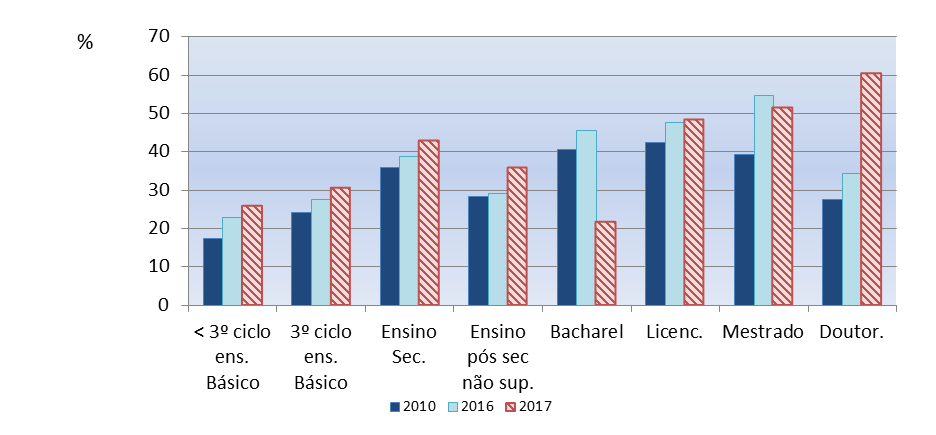 %
70
60
50
40
30
20
10
0
< 3º ciclo
ens.
Básico
3º ciclo
ens.
Básico
Ensino
Sec.
Ensino
pós sec
não sup.
Bacharel
Licenc.
Mestrado
Doutor.
2010 2016 2017